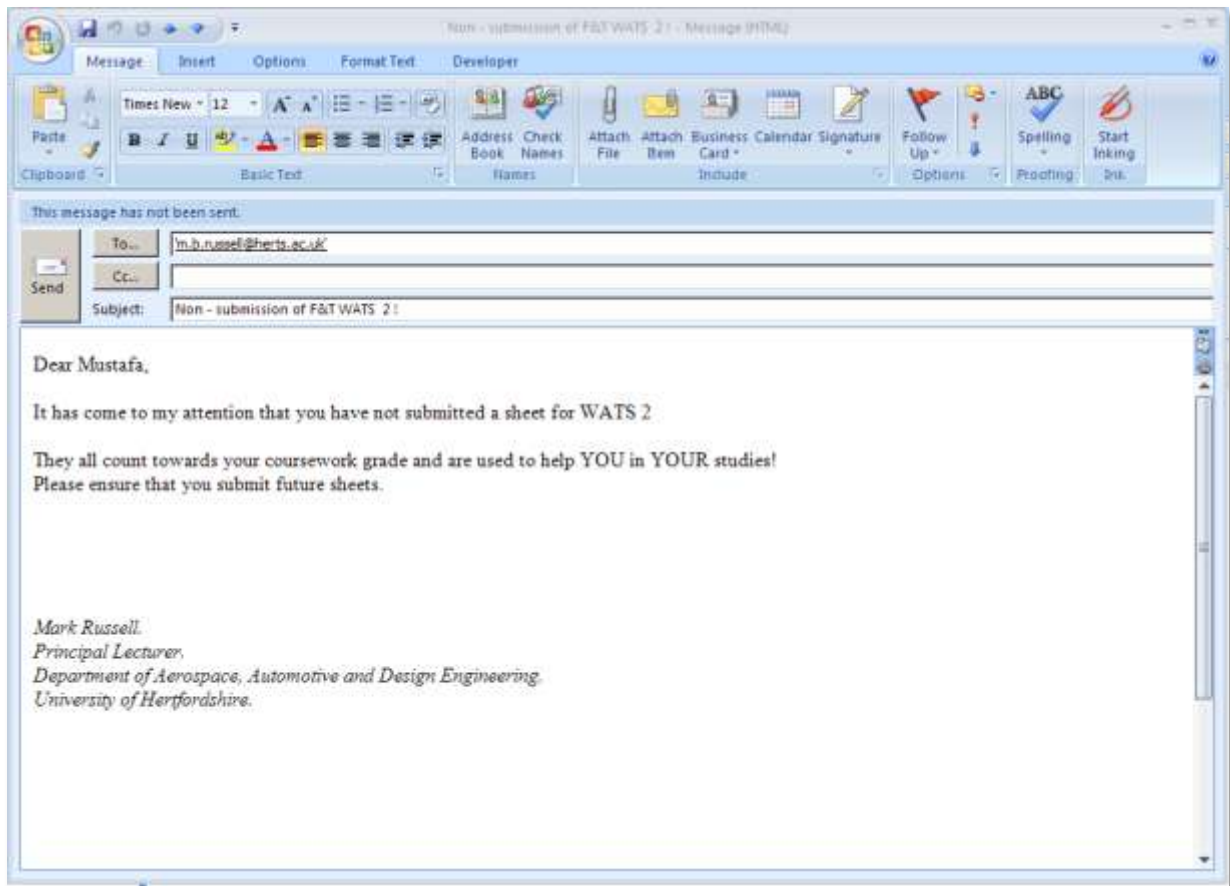 Non - submission of F&T WATS 2! - Message (HTML)
Message Insert Options Format Text Developer
Times New 12
Paste
Address Book
Check Names
Attach File
Attach Item
Business Card
Calendar
Signature
Follow Up
ABC
Spelling
Start Inking
Clipboard Basic Text Names Include Options Proofing Ink
This message has not been sent.
To... 'm.b.russell@herts.ac.uk'
Cc...
Send
Subject: Non - submission of F&T WATS 2!
Dear Mustafa,
It has come to my attention that you have not submitted a sheet for WATS 2
They all count towards your coursework grade and are used to help YOU in YOUR studies!
Please ensure that you submit future sheets.
Mark Russell.
Principal Lecturer.
Department of Aerospace, Automotive and Design Engineering.
University of Hertfordshire.